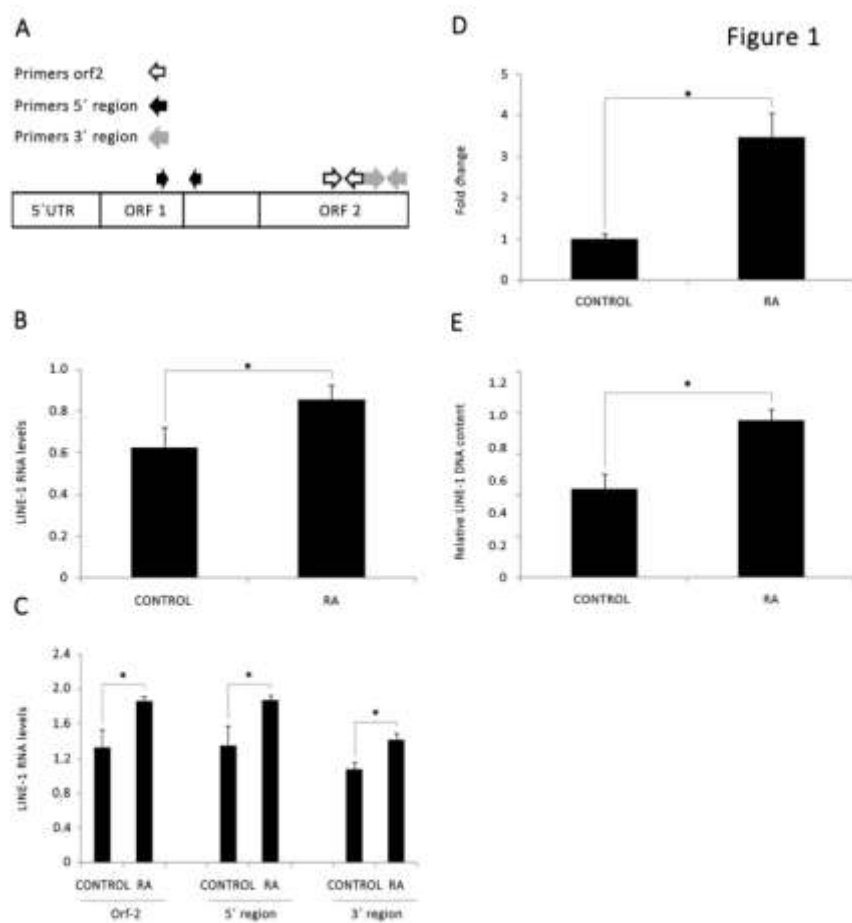 Figure 1
A
Primers orf2
Primers 5´ region
Primers 3´ region
5´UTR ORF 1 ORF 2
B
LINE-1 RNA levels
1.0
0.8
0.6
0.4
0.2
0
CONTROL RA
*
C
LINE-1 RNA levels
2.4
2.0
1.6
1.2
0.8
0.4
0
* * *
CONTROL RA CONTROL RA CONTROL RA
Orf-2 5´ region 3´ region
D
Fold change
5
4
3
2
1
0
*
CONTROL RA
E
Relative LINE-1 DNA content
1.2
1.0
0.8
0.6
0.4
0.2
0
*
CONTROL RA